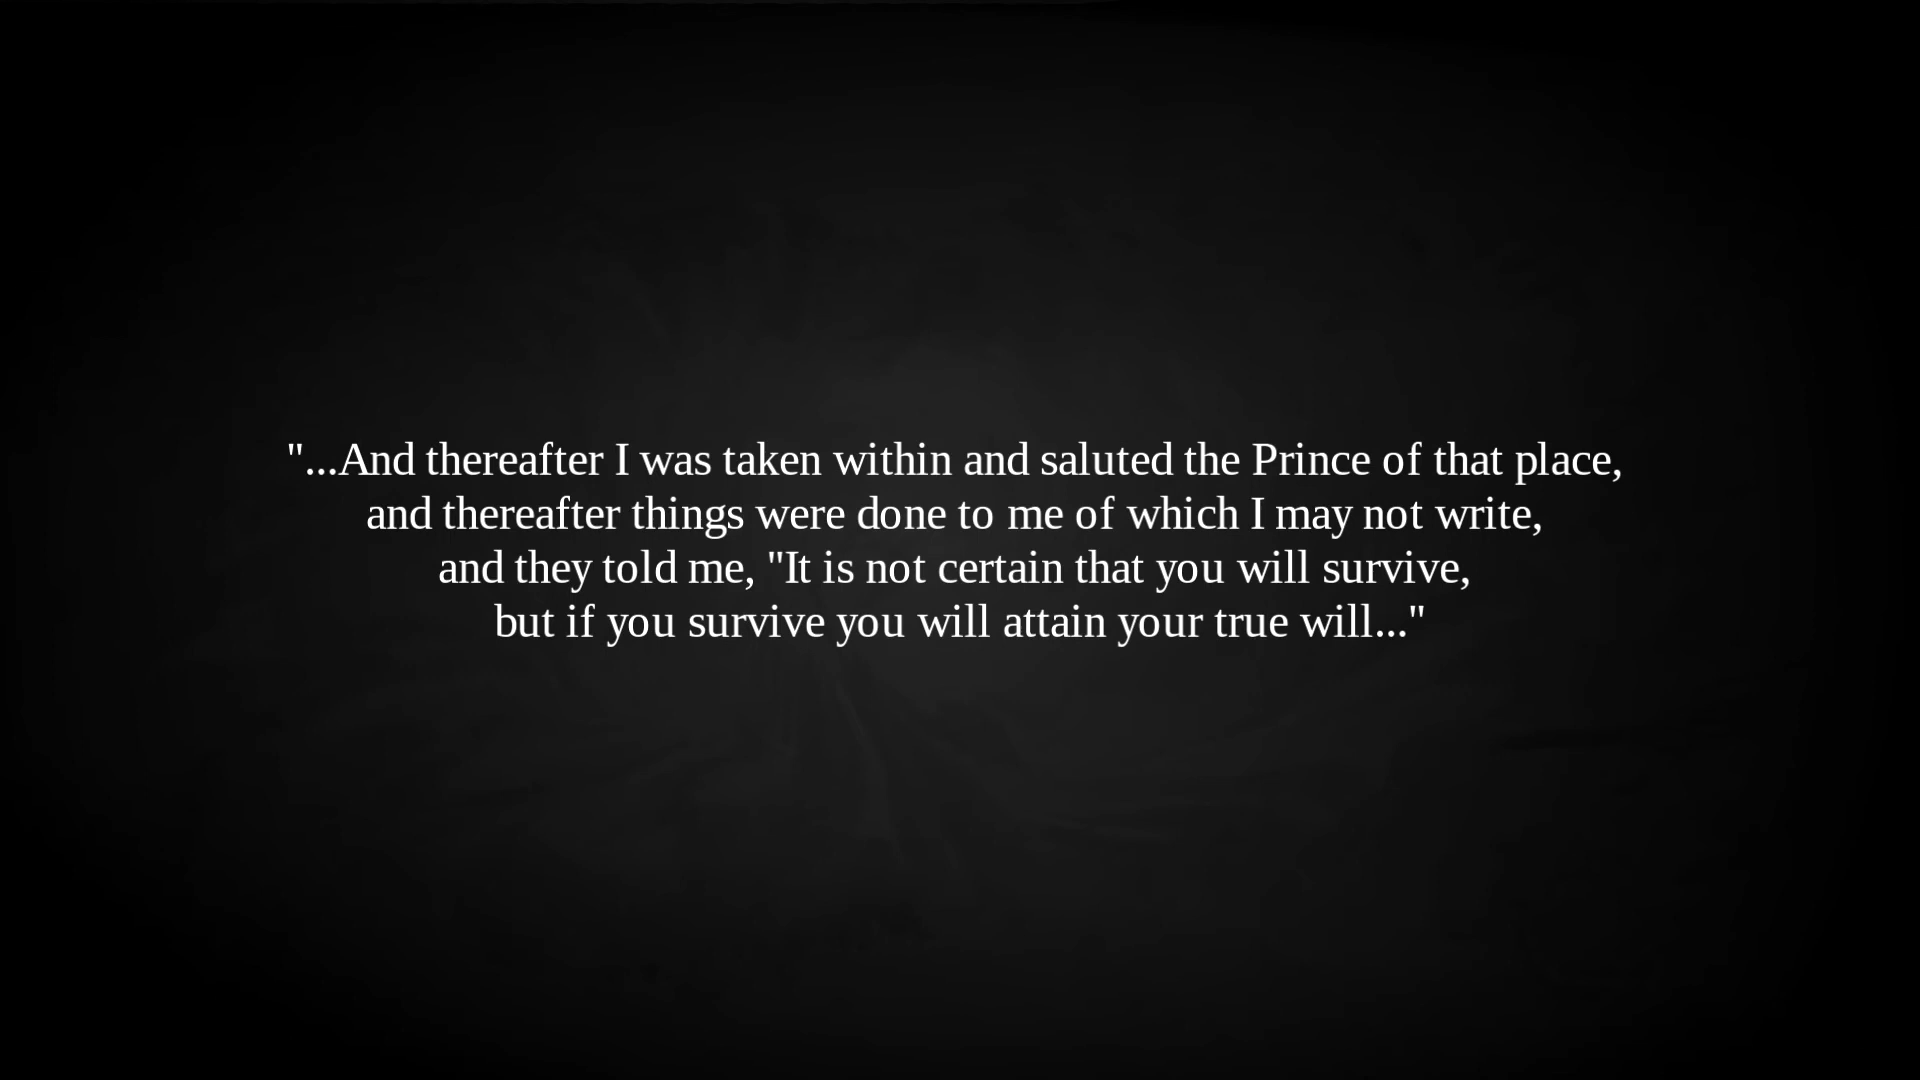 "...And thereafter I was taken within and saluted the Prince of that place,
and thereafter things were done to me of which I may not write,
and they told me, "It is not certain that you will survive,
but if you survive you will attain your true will..."